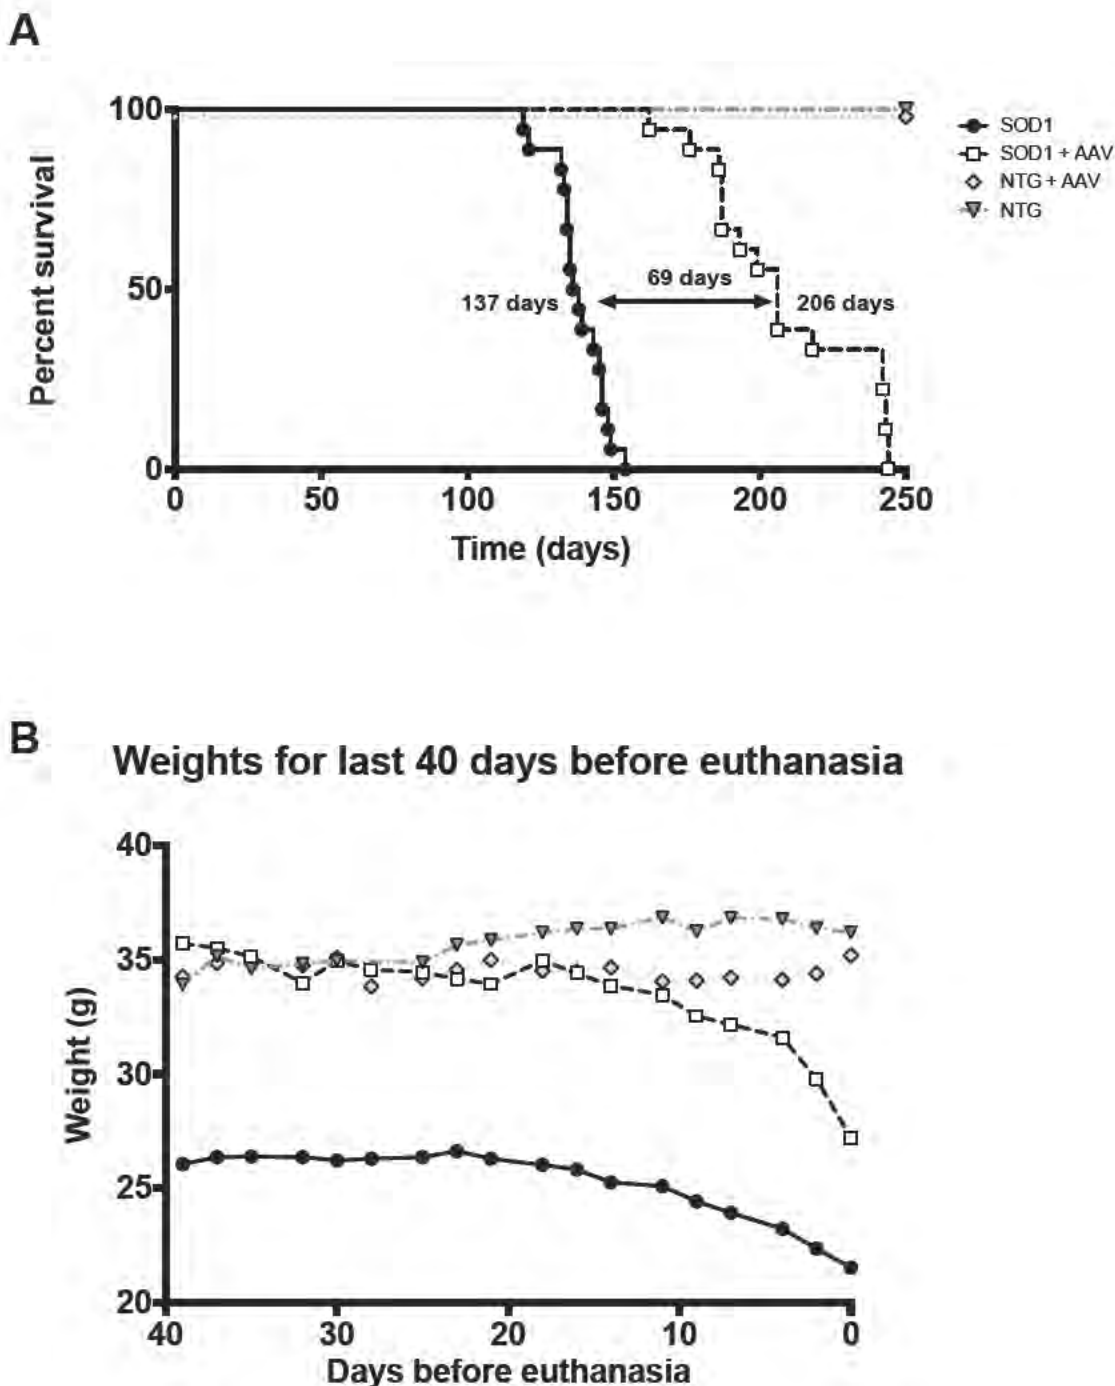 A
100
50
0
0 50 100 150 200 250
Percent survival
Time (days)
137 days
69 days
206 days
SOD1
SOD1 + AAV
NTG + AAV
NTG
B
Weights for last 40 days before euthanasia
40
35
30
25
20
40 30 20 10 0
Weight (g)
Days before euthanasia